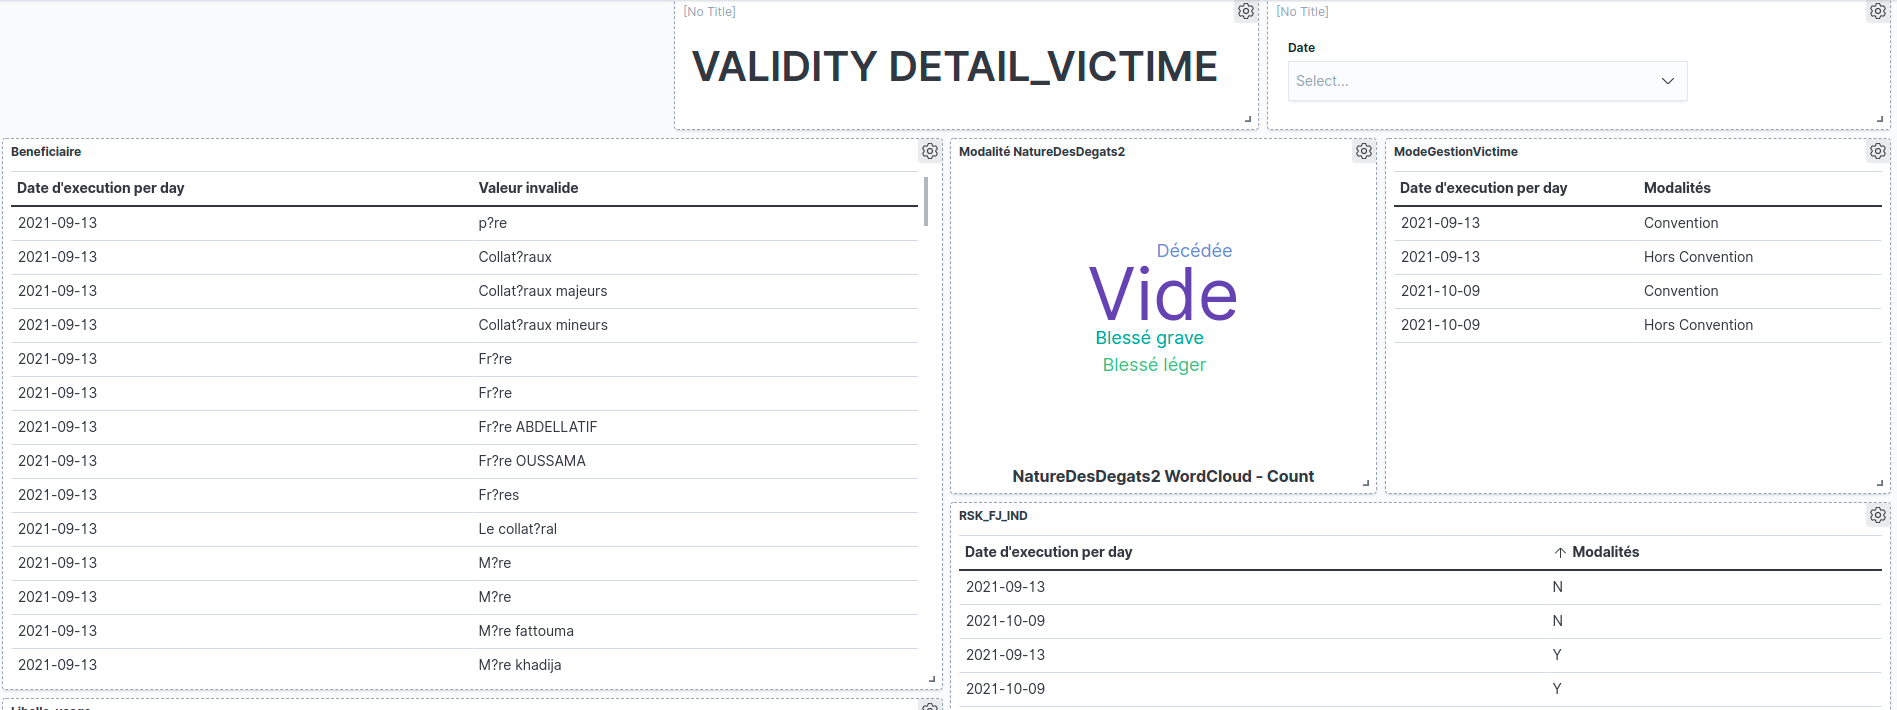 [No Title]
VALIDITY DETAIL_VICTIME
[No Title]
Date
Select...
Beneficiaire
Date d'execution per day Valeur invalide
2021-09-13 p?re
2021-09-13 Collat?raux
2021-09-13 Collat?raux majeurs
2021-09-13 Collat?raux mineurs
2021-09-13 Fr?re
2021-09-13 Fr?re
2021-09-13 Fr?re ABDELLATIF
2021-09-13 Fr?re OUSSAMA
2021-09-13 Fr?res
2021-09-13 Le collat?ral
2021-09-13 M?re
2021-09-13 M?re
2021-09-13 M?re fattouma
2021-09-13 M?re khadija
Modalité NatureDesDegats2
Décédée
Vide
Blessé grave
Blessé léger
NatureDesDegats2 WordCloud - Count
ModeGestionVictime
Date d'execution per day Modalités
2021-09-13 Convention
2021-09-13 Hors Convention
2021-10-09 Convention
2021-10-09 Hors Convention
RSK_FJ_IND
Date d'execution per day ↑ Modalités
2021-09-13 N
2021-10-09 N
2021-09-13 Y
2021-10-09 Y